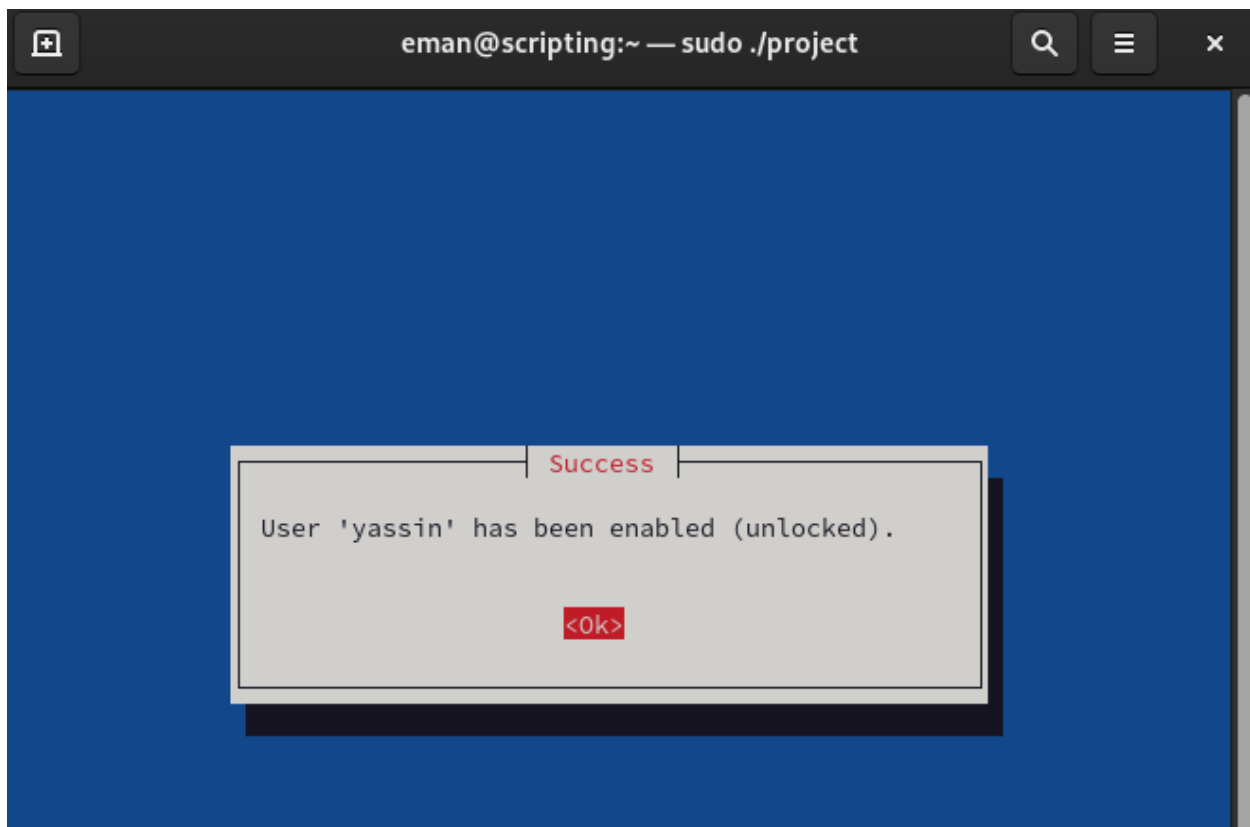 eman@scripting:~ — sudo ./project
Success
User 'yassin' has been enabled (unlocked).
<Ok>